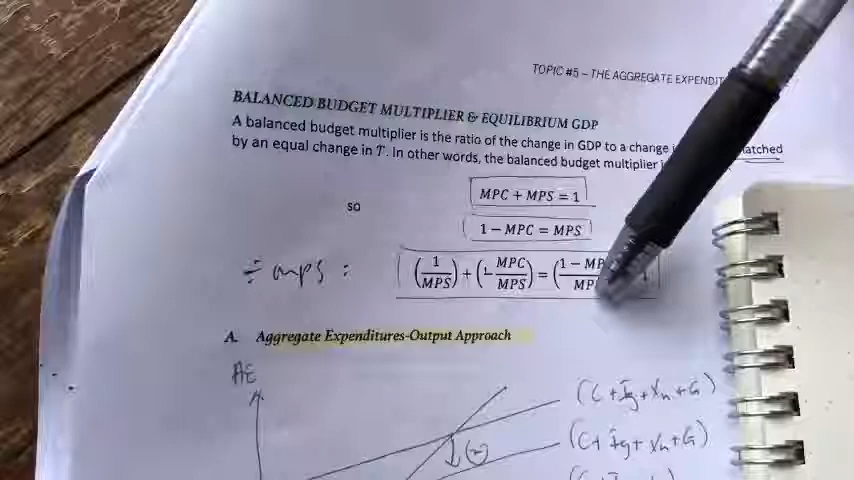 TOPIC #5 – THE AGGREGATE EXPENDIT
BALANCED BUDGET MULTIPLIER & EQUILIBRIUM GDP
A balanced budget multiplier is the ratio of the change in GDP to a change i atched
by an equal change in T. In other words, the balanced budget multiplier i
MPC + MPS = 1
so
1 − MPC = MPS
÷ mps : (1/MPS) + (−MPC/MPS) = (1 − MP/MP 1
A. Aggregate Expenditures-Output Approach
AE
(C + Ig + Xn + G)
↓(-)
(C + Ig + Xn + G)